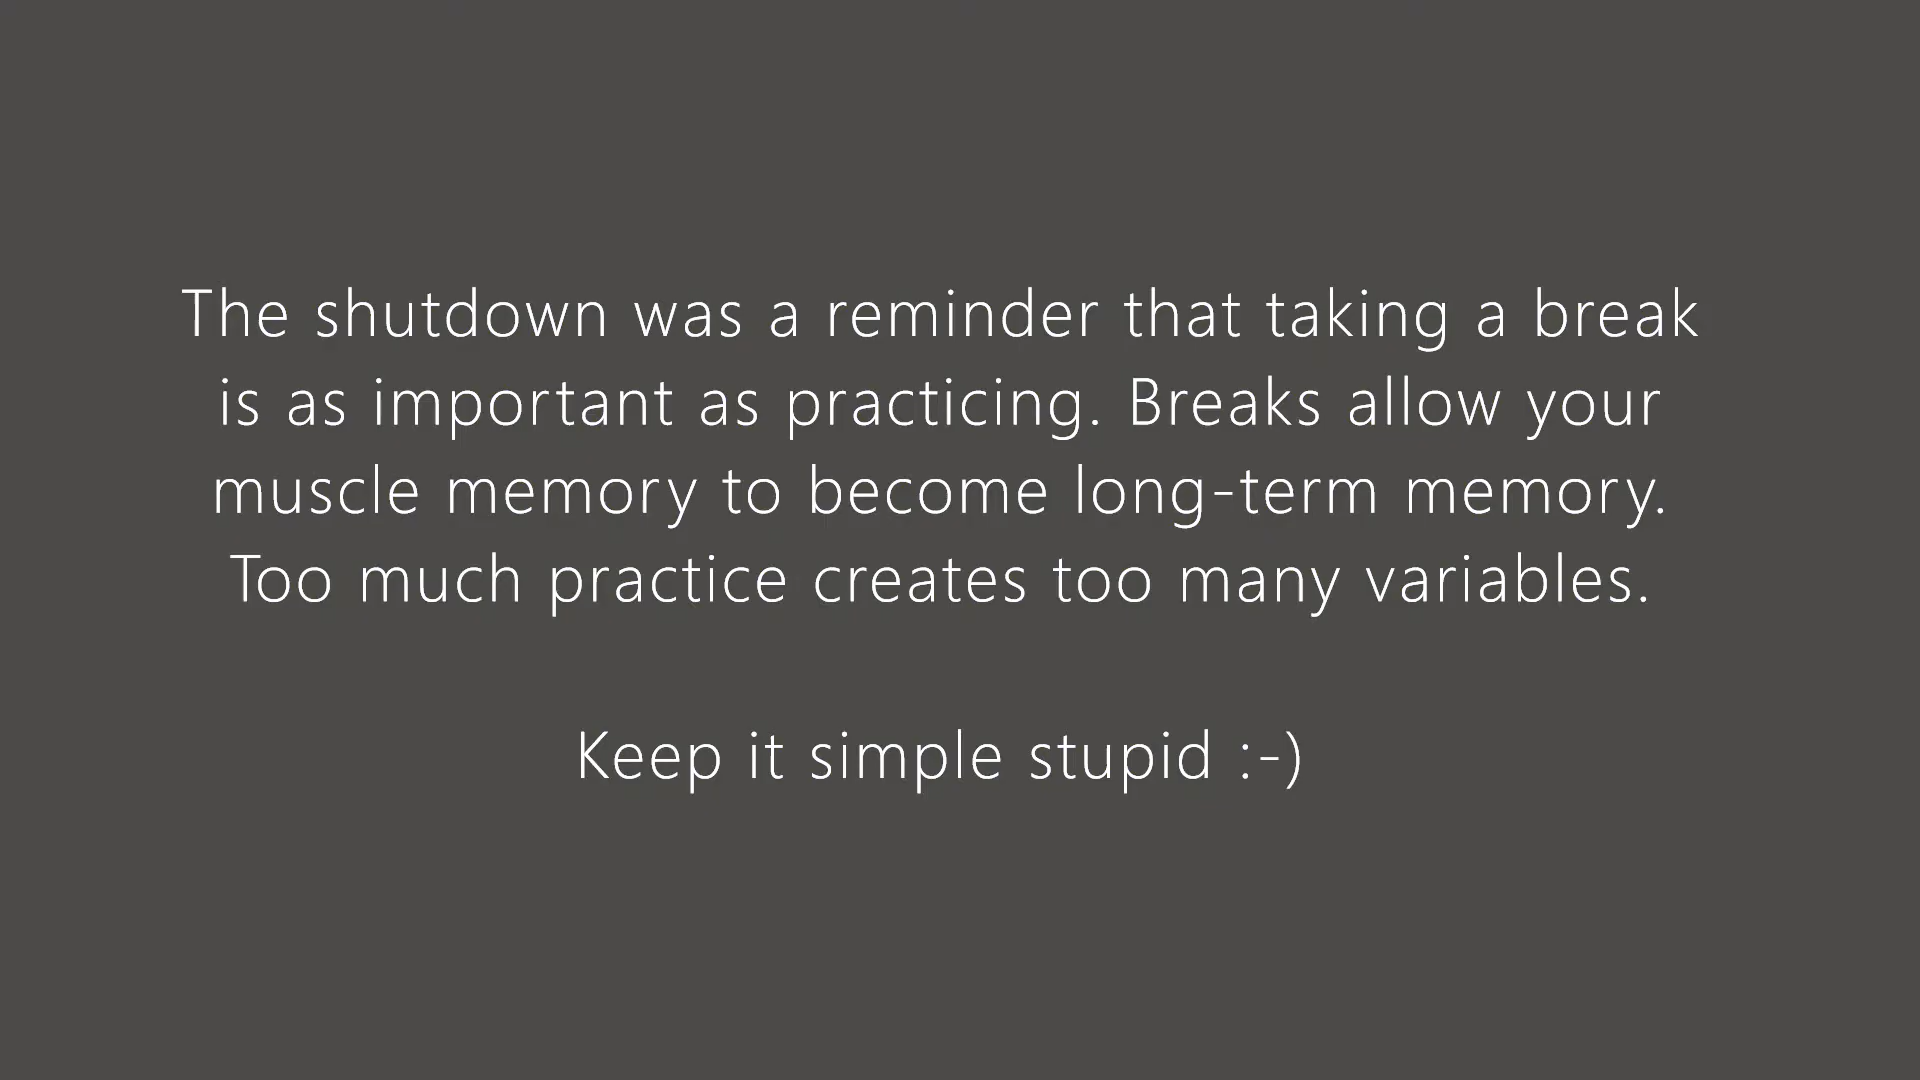 The shutdown was a reminder that taking a break
is as important as practicing. Breaks allow your
muscle memory to become long-term memory.
Too much practice creates too many variables.
Keep it simple stupid :-)